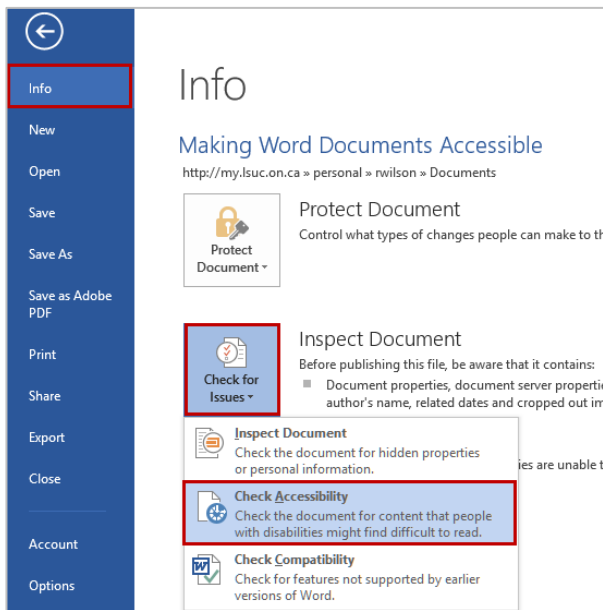 Info
New
Open
Save
Save As
Save as Adobe
PDF
Print
Share
Export
Close
Account
Options
Info
Making Word Documents Accessible
http://my.lsuc.on.ca » personal » rwilson » Documents
Protect
Document
Protect Document
Control what types of changes people can make to
Check for
Issues
Inspect Document
Before publishing this file, be aware that it contains:
Document properties, document server
author's name, related dates and cropped out
are unable
Inspect Document
Check the document for hidden properties
or personal information.
Check Accessibility
Check the document for content that people
with disabilities might find difficult to read.
Check Compatibility
Check for features not supported by earlier
versions of Word.